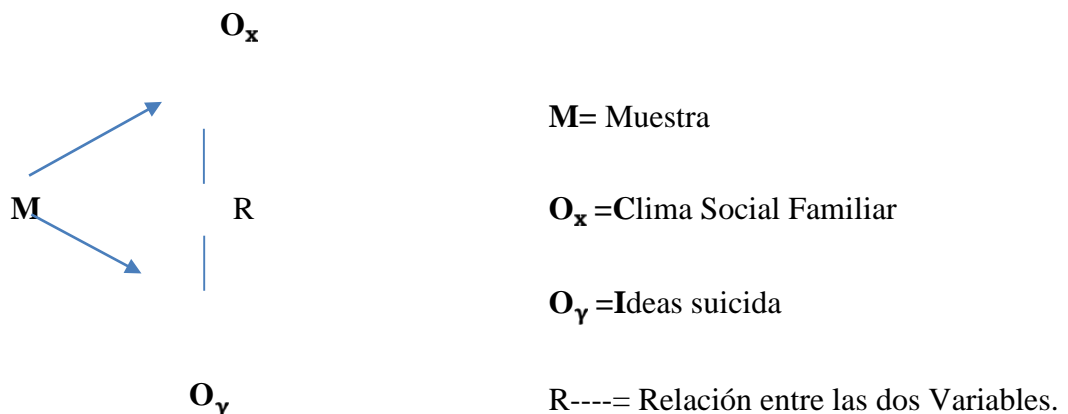 Oₓ
M= Muestra
M R Oₓ =Clima Social Familiar
Oᵧ =Ideas suicida
Oᵧ R----= Relación entre las dos Variables.